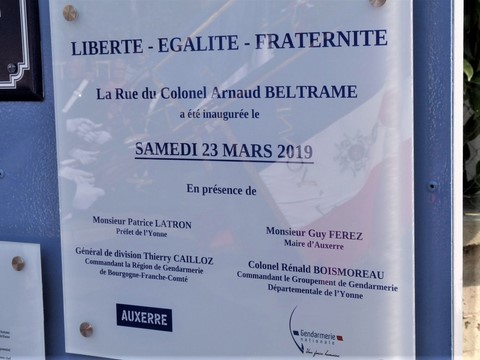 LIBERTE - EGALITE - FRATERNITE
La Rue du Colonel Arnaud BELTRAME
a été inaugurée le
SAMEDI 23 MARS 2019
En présence de
Monsieur Patrice LATRON
Préfet de l'Yonne
Monsieur Guy FEREZ
Maire d'Auxerre
Général de division Thierry CAILLOZ
Commandant la Région de Gendarmerie
de Bourgogne-Franche-Comté
Colonel Rénald BOISMOREAU
Commandant le Groupement de Gendarmerie
Départementale de l'Yonne
AUXERRE
Gendarmerie
nationale